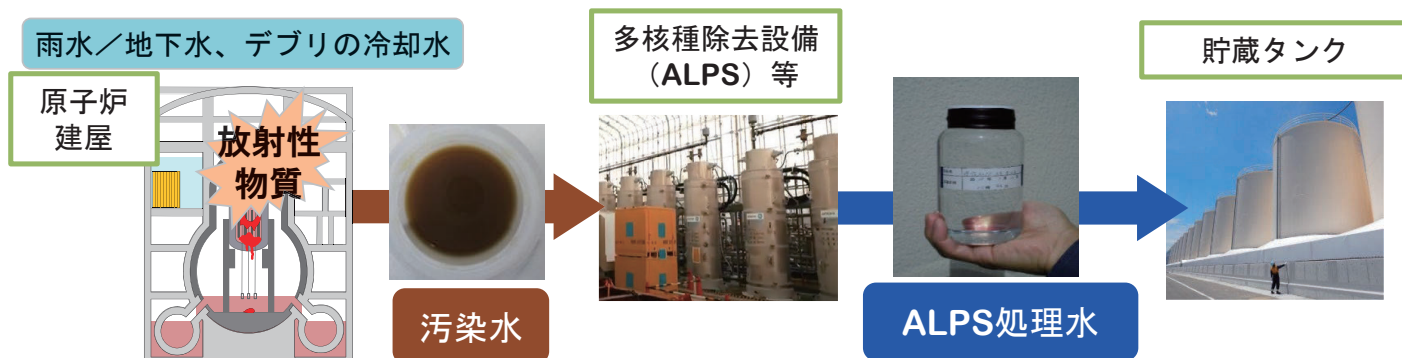 雨水／地下水、デブリの冷却水
原子炉
建屋
放射性
物質
汚染水
多核種除去設備
（ALPS）等
ALPS処理水
貯蔵タンク